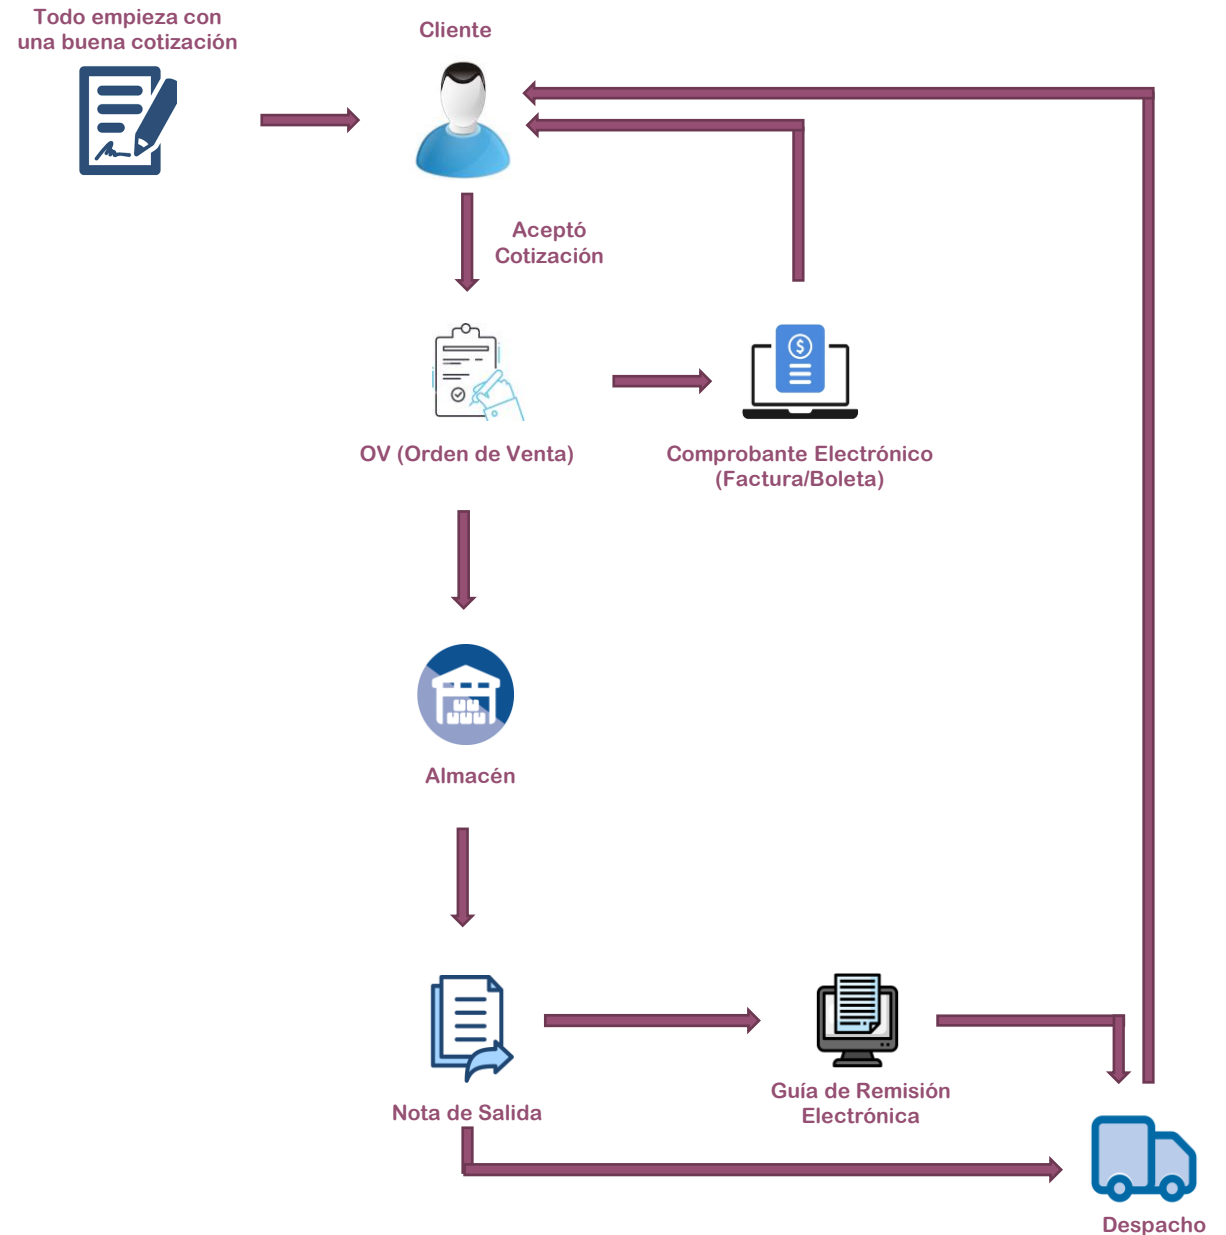 Todo empieza con
una buena cotización
Cliente
Aceptó
Cotización
OV (Orden de Venta)
Comprobante Electrónico
(Factura/Boleta)
Almacén
Nota de Salida
Guía de Remisión
Electrónica
Despacho